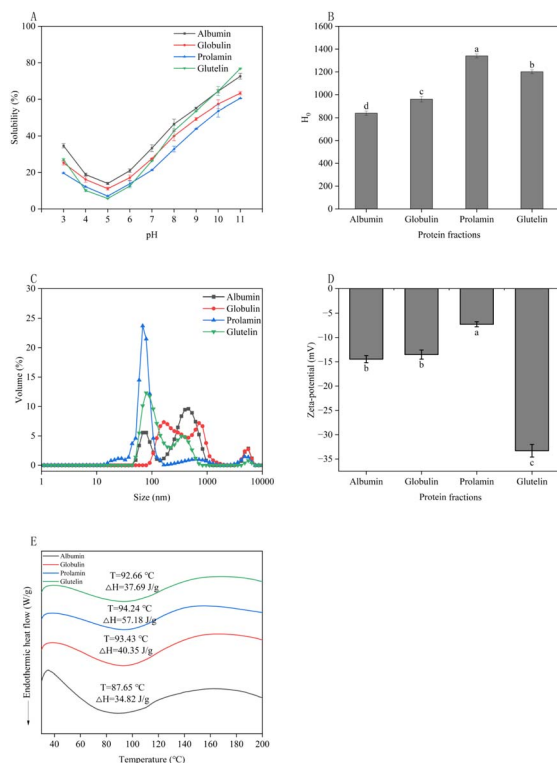 A
Albumin
Globulin
Prolamin
Glutelin
100
80
60
40
20
0
Solubility (%)
3 4 5 6 7 8 9 10 11
pH
B
1600
1400
1200
1000
800
600
400
200
0
H₀
d
c
a
b
Albumin Globulin Prolamin Glutelin
Protein fractions
C
Albumin
Globulin
Prolamin
Glutelin
30
25
20
15
10
5
0
Volume (%)
1 10 100 1000 10000
Size (nm)
D
0
−5
−10
−15
−20
−25
−30
−35
Zeta-potential (mV)
b
b
a
c
Albumin Globulin Prolamin Glutelin
Protein fractions
E
Albumin
Globulin
Prolamin
Glutelin
T=92.66 ℃
△H=37.69 J/g
T=94.24 ℃
△H=57.18 J/g
T=93.43 ℃
△H=40.35 J/g
T=87.65 ℃
△H=34.82 J/g
Endothermic heat flow (W/g)
40 60 80 100 120 140 160 180 200
Temperature (℃)